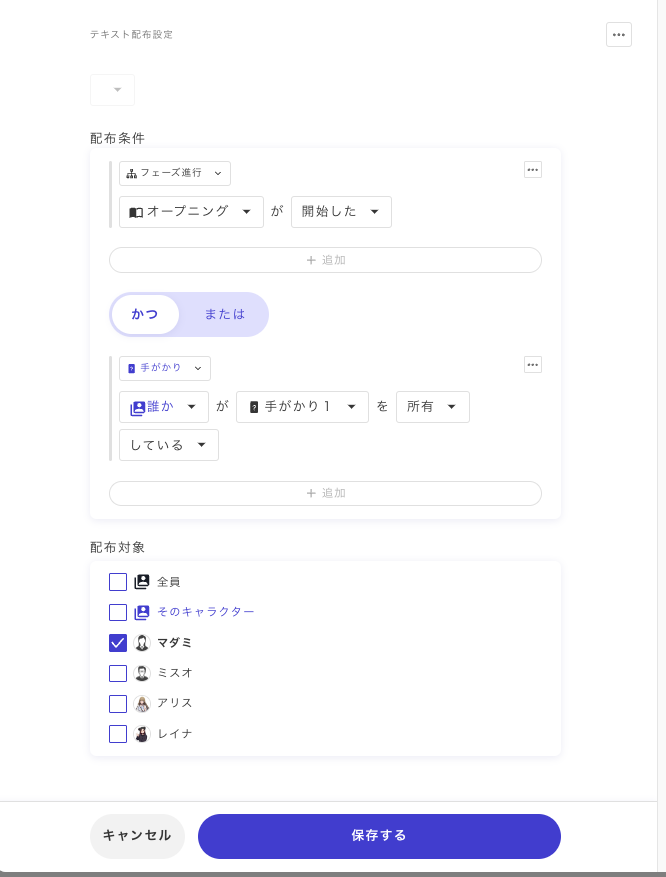 テキスト配布設定
配布条件
フェーズ進行
オープニング が 開始した
+ 追加
かつ または
手がかり
誰か が 手がかり1 を 所有
している
+ 追加
配布対象
全員
そのキャラクター
マダミ
ミスオ
アリス
レイナ
キャンセル 保存する